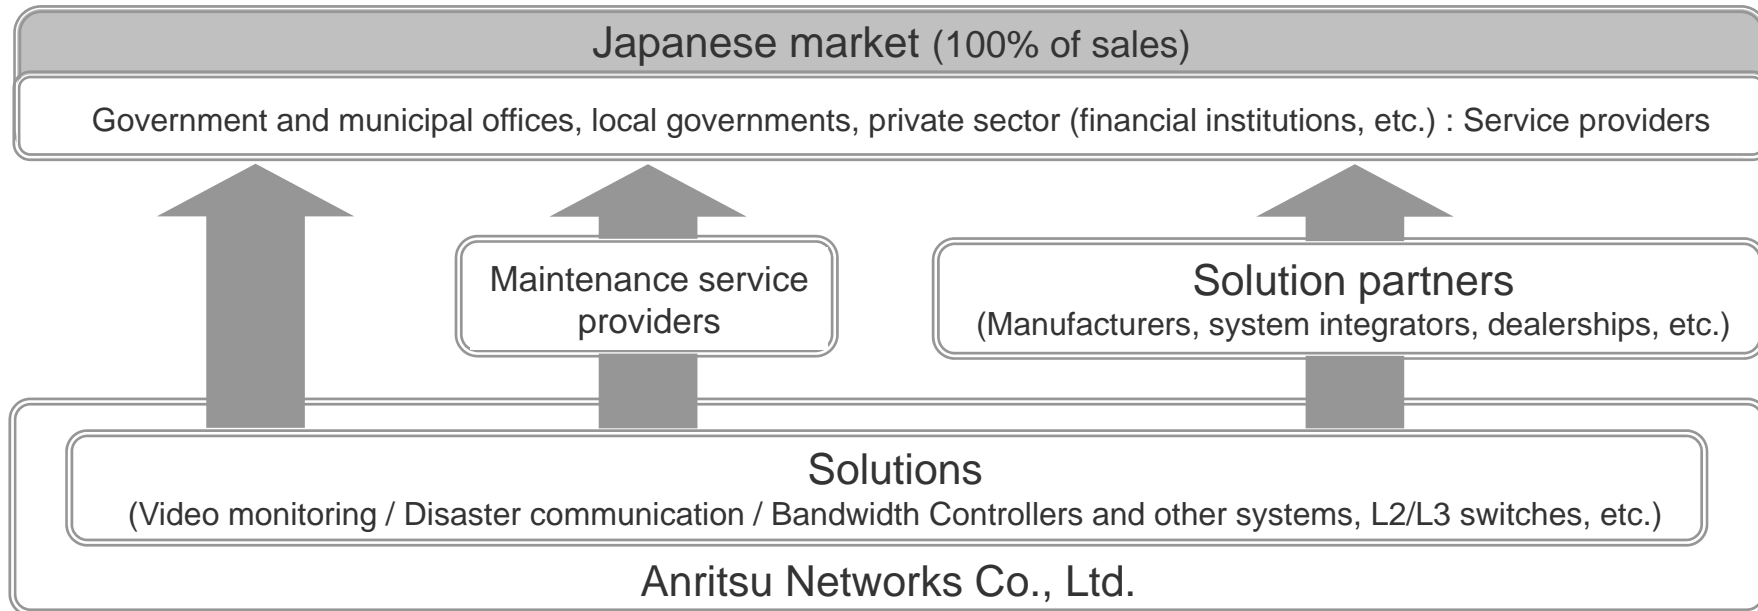 Japanese market (100% of sales)
Government and municipal offices, local governments, private sector (financial institutions, etc.) : Service providers
Maintenance service
providers
Solution partners
(Manufacturers, system integrators, dealerships, etc.)
Solutions
(Video monitoring / Disaster communication / Bandwidth Controllers and other systems, L2/L3 switches, etc.)
Anritsu Networks Co., Ltd.